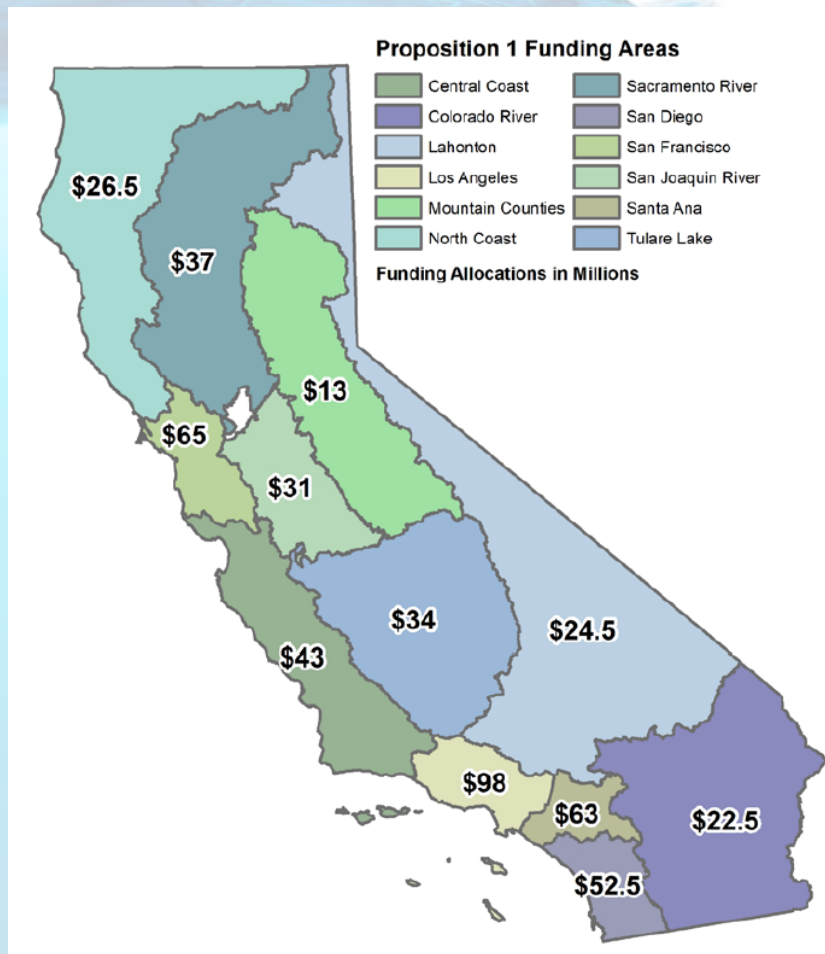 Proposition 1 Funding Areas
Central Coast
Sacramento River
Colorado River
San Diego
Lahonton
San Francisco
Los Angeles
San Joaquin River
Mountain Counties
Santa Ana
North Coast
Tulare Lake
Funding Allocations in Millions
$26.5
$37
$13
$65
$31
$34
$24.5
$43
$98
$63
$22.5
$52.5